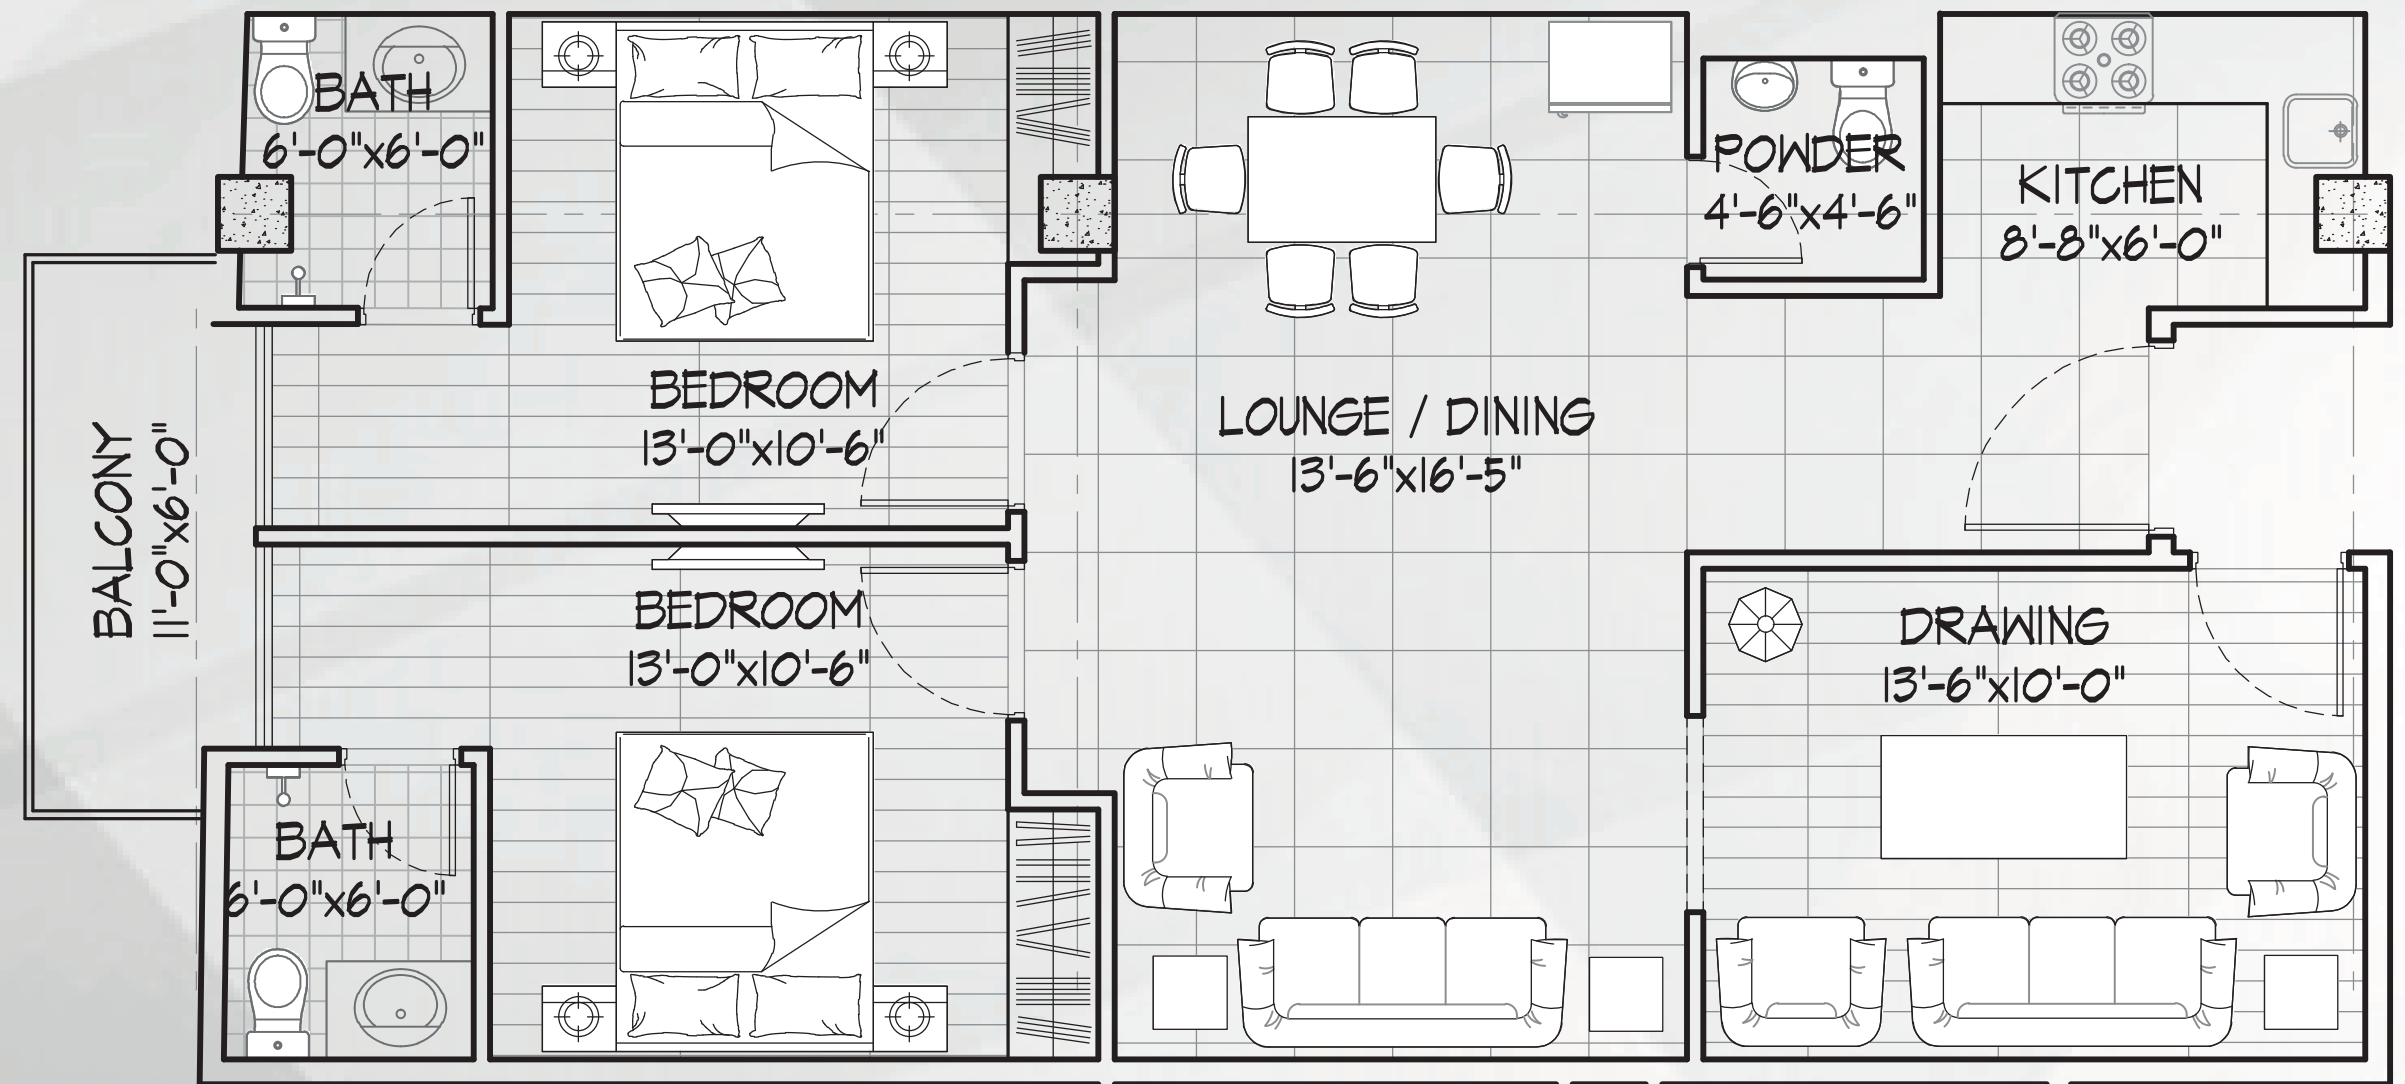 BATH
6'-0"x6'-0"
POWDER
4'-6"x4'-6"
KITCHEN
8'-8"x6'-0"
BEDROOM
13'-0"x10'-6"
LOUNGE / DINING
13'-6"x16'-5"
BALCONY
11'-0"x6'-0"
BEDROOM
13'-0"x10'-6"
DRAWING
13'-6"x10'-0"
BATH
6'-0"x6'-0"